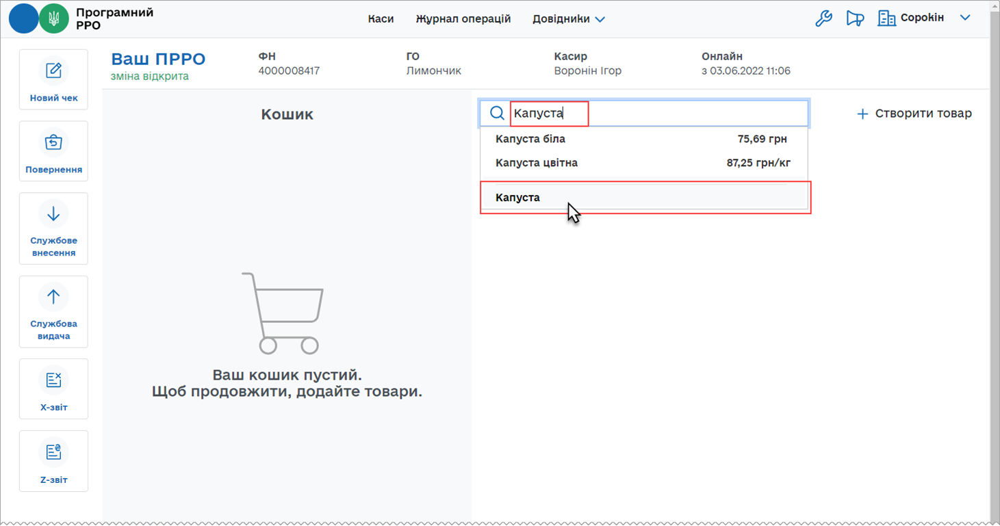 Програмний
РРО
Каси
Журнал операцій
Довідники
Сорокін
Новий чек
Повернення
Службове
внесення
Службова
видача
X-звіт
Z-звіт
Ваш ПРРО
зміна відкрита
ФН
4000008417
ГО
Лимончик
Касир
Воронін Ігор
Онлайн
з 03.06.2022 11:06
Кошик
Ваш кошик пустий.
Щоб продовжити, додайте товари.
Капуста
Капуста біла 75,69 грн
Капуста цвітна 87,25 грн/кг
Капуста
+ Створити товар